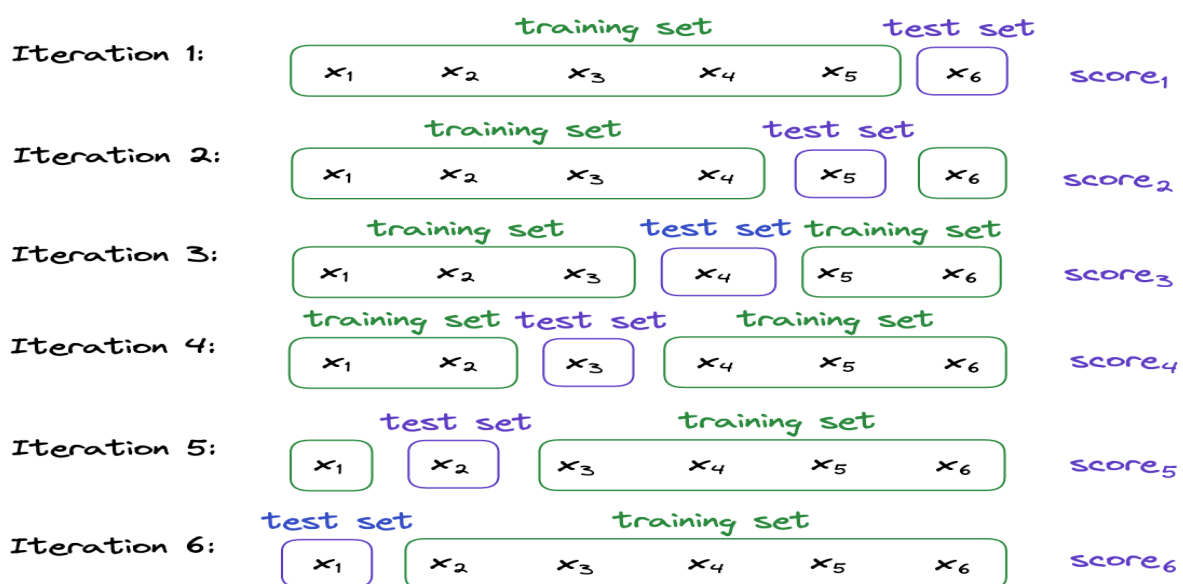 training set test set
Iteration 1: x₁ x₂ x₃ x₄ x₅ x₆ score₁
training set test set
Iteration 2: x₁ x₂ x₃ x₄ x₅ x₆ score₂
training set test set training set
Iteration 3: x₁ x₂ x₃ x₄ x₅ x₆ score₃
training set test set training set
Iteration 4: x₁ x₂ x₃ x₄ x₅ x₆ score₄
test set training set
Iteration 5: x₁ x₂ x₃ x₄ x₅ x₆ score₅
test set training set
Iteration 6: x₁ x₂ x₃ x₄ x₅ x₆ score₆